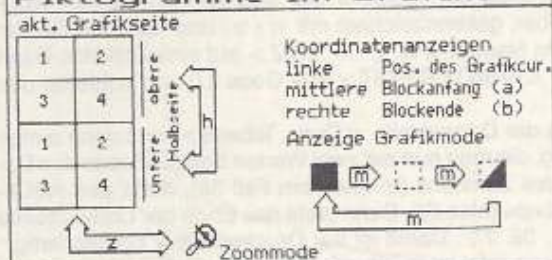 akt. Grafikseite
1 2
3 4
1 2
3 4
obere
untere
Halbseite
h
z
Zoommode
Koordinatenanzeigen
linke Pos. des Grafikcur.
mittlere Blockanfang (a)
rechte Blockende (b)
Anzeige Grafikmode
m m
m